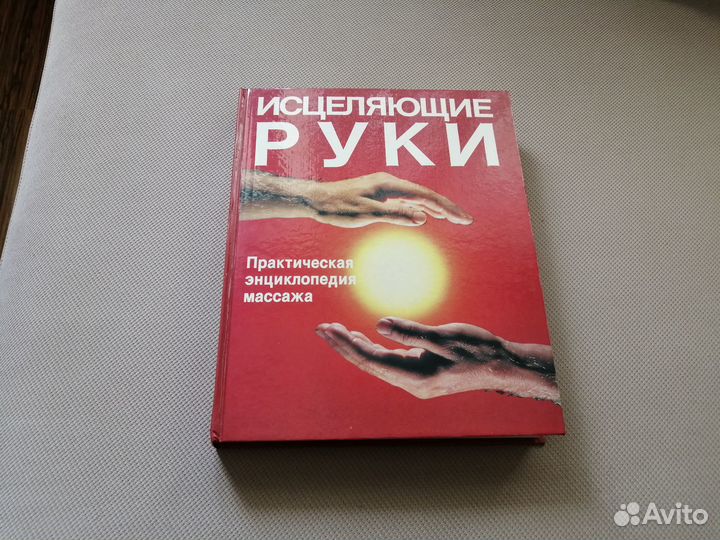 ИСЦЕЛЯЮЩИЕ
РУКИ
Практическая
энциклопедия
массажа
Avito